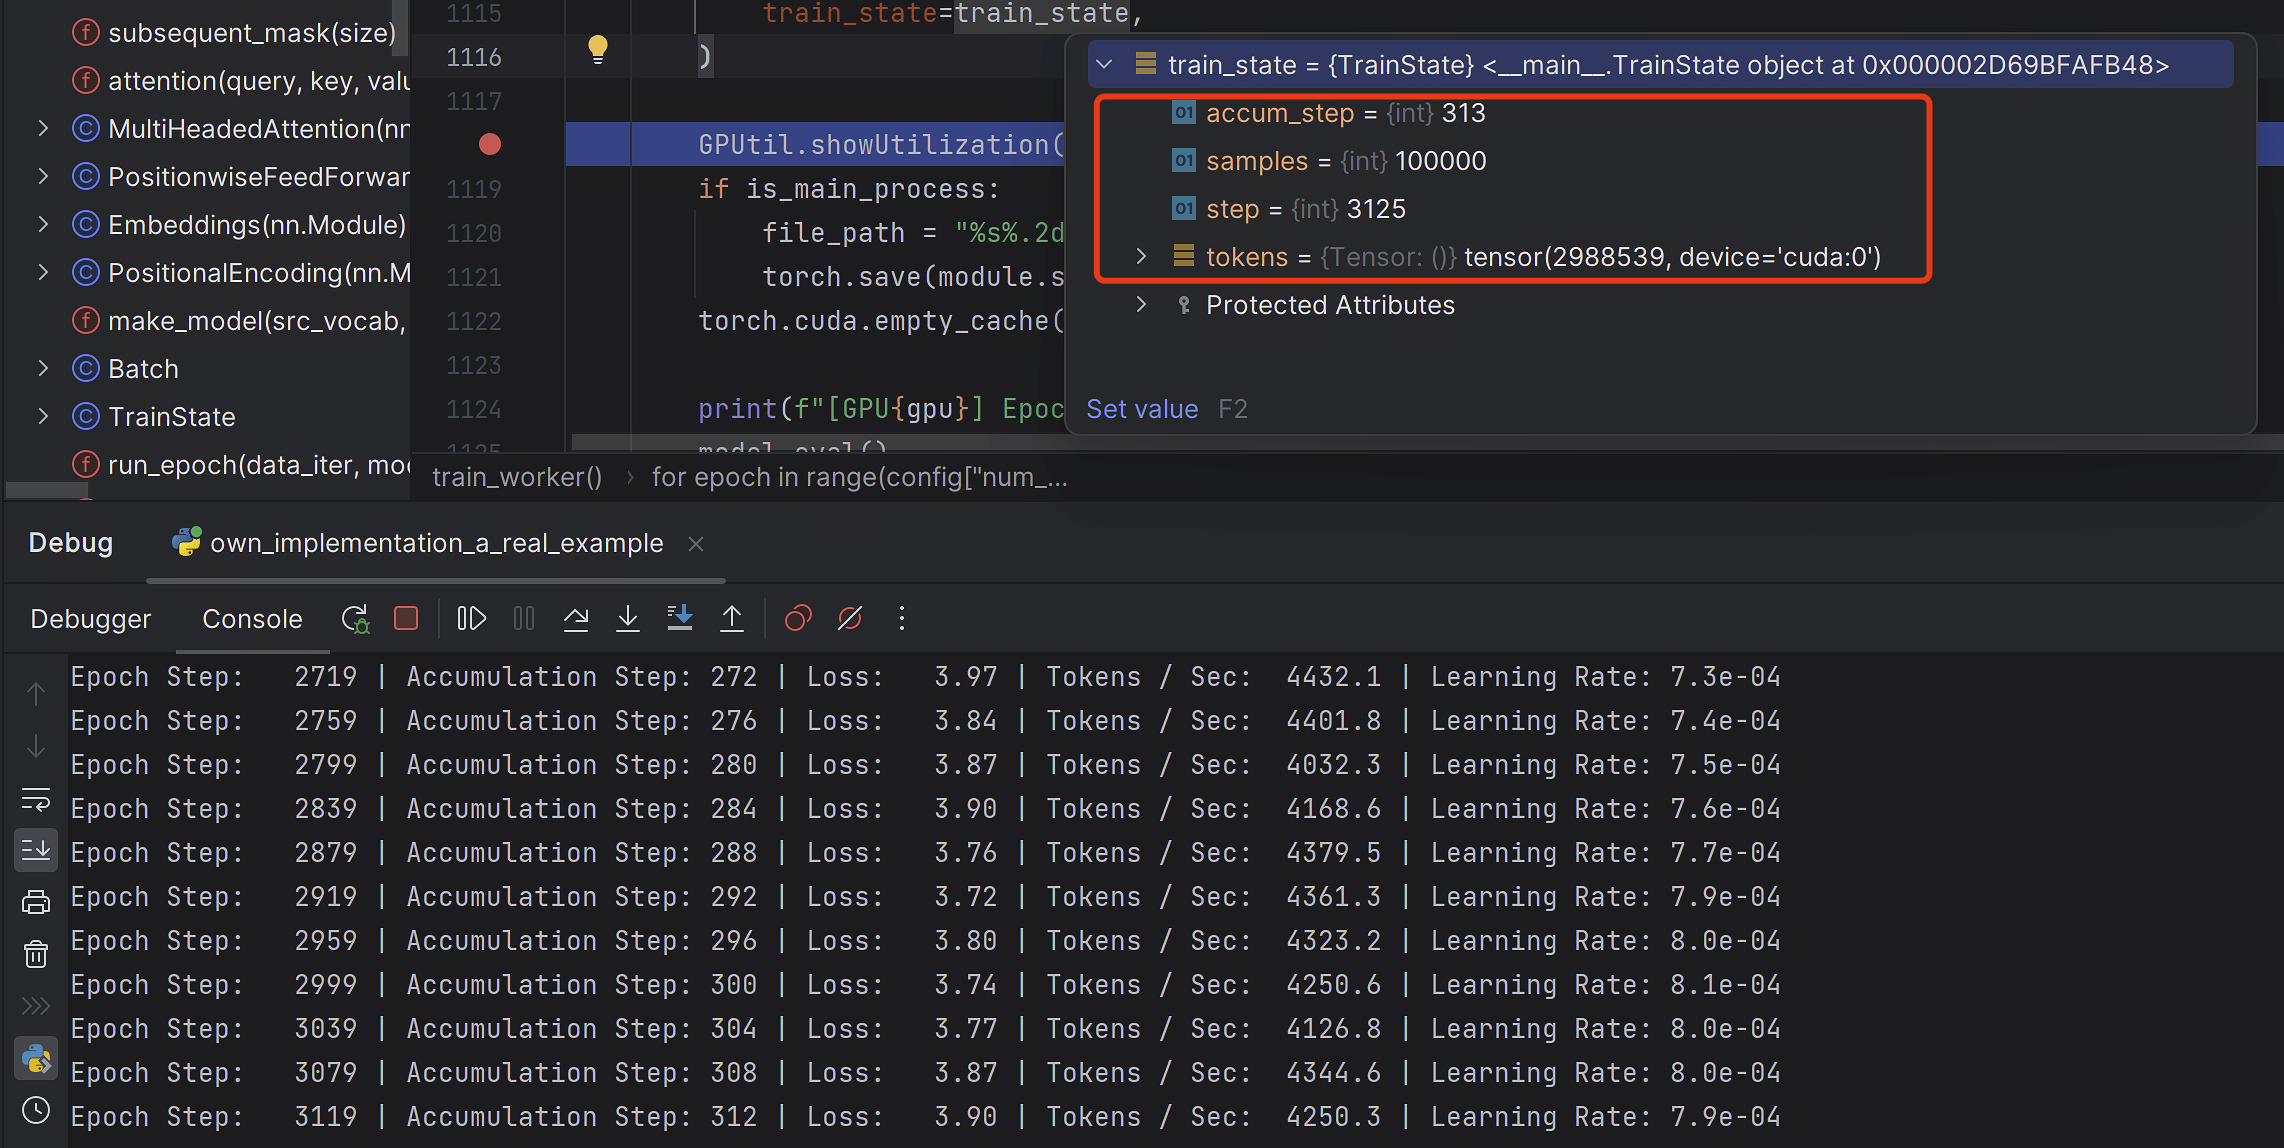 subsequent_mask(size)
attention(query, key, valu
MultiHeadedAttention(nn
PositionwiseFeedForwar
Embeddings(nn.Module)
PositionalEncoding(nn.M
make_model(src_vocab,
Batch
TrainState
run_epoch(data_iter, mo
1115 train_state=train_state,
1116 )
1117
GPUtil.showUtilization(
1119 if is_main_process:
1120 file_path = "%s%.2d
1121 torch.save(module.s
1122 torch.cuda.empty_cache(
1123
1124 print(f"[GPU{gpu}] Epoc
1125 model.eval()
train_state = {TrainState} <__main__.TrainState object at 0x000002D69BFAFB48>
01 accum_step = {int} 313
01 samples = {int} 100000
01 step = {int} 3125
tokens = {Tensor: ()} tensor(2988539, device='cuda:0')
Protected Attributes
Set value F2
train_worker() › for epoch in range(config["num_...
Debug own_implementation_a_real_example
Debugger Console
Epoch Step: 2719 | Accumulation Step: 272 | Loss: 3.97 | Tokens / Sec: 4432.1 | Learning Rate: 7.3e-04
Epoch Step: 2759 | Accumulation Step: 276 | Loss: 3.84 | Tokens / Sec: 4401.8 | Learning Rate: 7.4e-04
Epoch Step: 2799 | Accumulation Step: 280 | Loss: 3.87 | Tokens / Sec: 4032.3 | Learning Rate: 7.5e-04
Epoch Step: 2839 | Accumulation Step: 284 | Loss: 3.90 | Tokens / Sec: 4168.6 | Learning Rate: 7.6e-04
Epoch Step: 2879 | Accumulation Step: 288 | Loss: 3.76 | Tokens / Sec: 4379.5 | Learning Rate: 7.7e-04
Epoch Step: 2919 | Accumulation Step: 292 | Loss: 3.72 | Tokens / Sec: 4361.3 | Learning Rate: 7.9e-04
Epoch Step: 2959 | Accumulation Step: 296 | Loss: 3.80 | Tokens / Sec: 4323.2 | Learning Rate: 8.0e-04
Epoch Step: 2999 | Accumulation Step: 300 | Loss: 3.74 | Tokens / Sec: 4250.6 | Learning Rate: 8.1e-04
Epoch Step: 3039 | Accumulation Step: 304 | Loss: 3.77 | Tokens / Sec: 4126.8 | Learning Rate: 8.0e-04
Epoch Step: 3079 | Accumulation Step: 308 | Loss: 3.87 | Tokens / Sec: 4344.6 | Learning Rate: 8.0e-04
Epoch Step: 3119 | Accumulation Step: 312 | Loss: 3.90 | Tokens / Sec: 4250.3 | Learning Rate: 7.9e-04